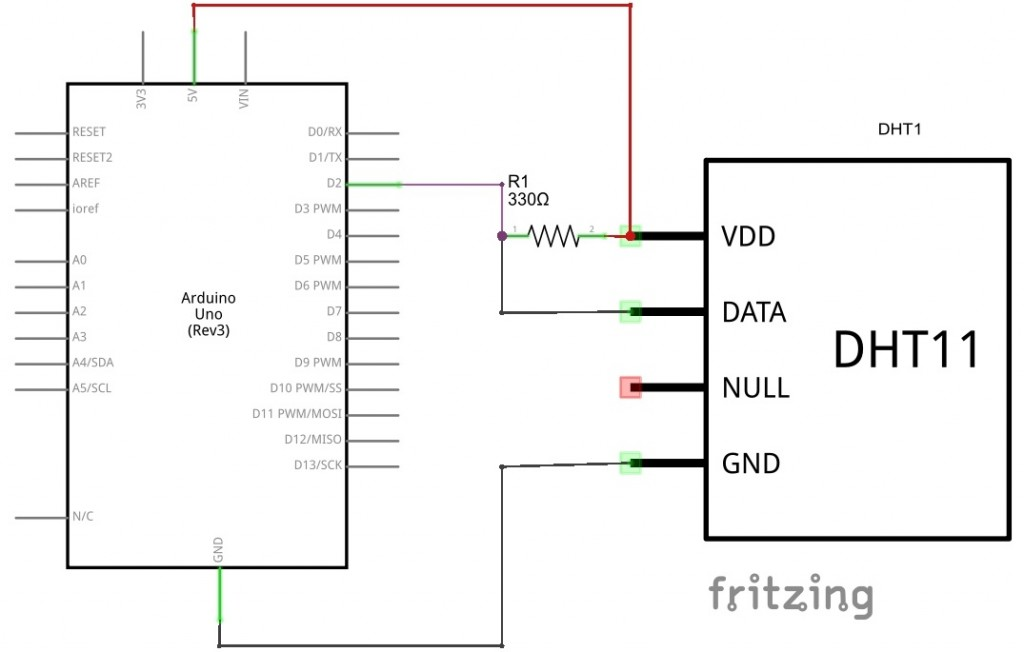 3V3
5V
VIN
RESET
RESET2
AREF
ioref
A0
A1
A2
A3
A4/SDA
A5/SCL
N/C
Arduino
Uno
(Rev3)
D0/RX
D1/TX
D2
D3 PWM
D4
D5 PWM
D6 PWM
D7
D8
D9 PWM
D10 PWM/SS
D11 PWM/MOSI
D12/MISO
D13/SCK
GND
R1
330Ω
1
2
DHT1
VDD
DATA
NULL
GND
DHT11
fritzing